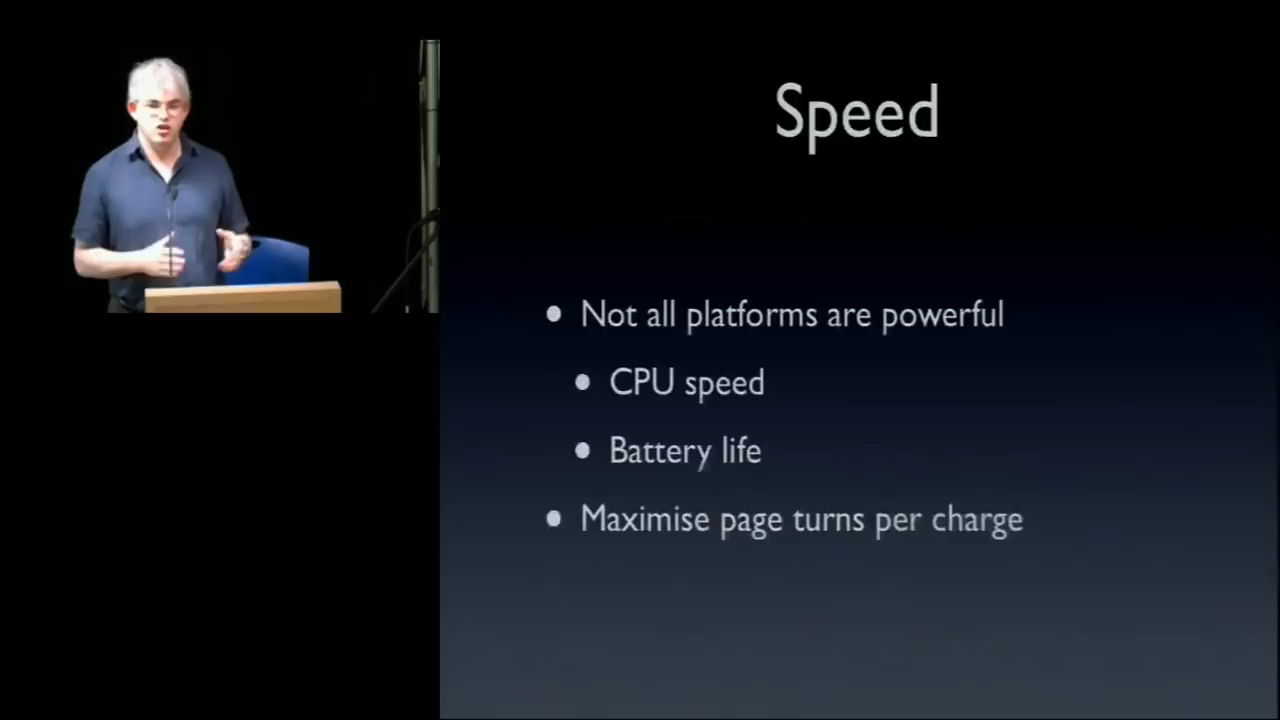 Speed
Not all platforms are powerful
CPU speed
Battery life
Maximise page turns per charge